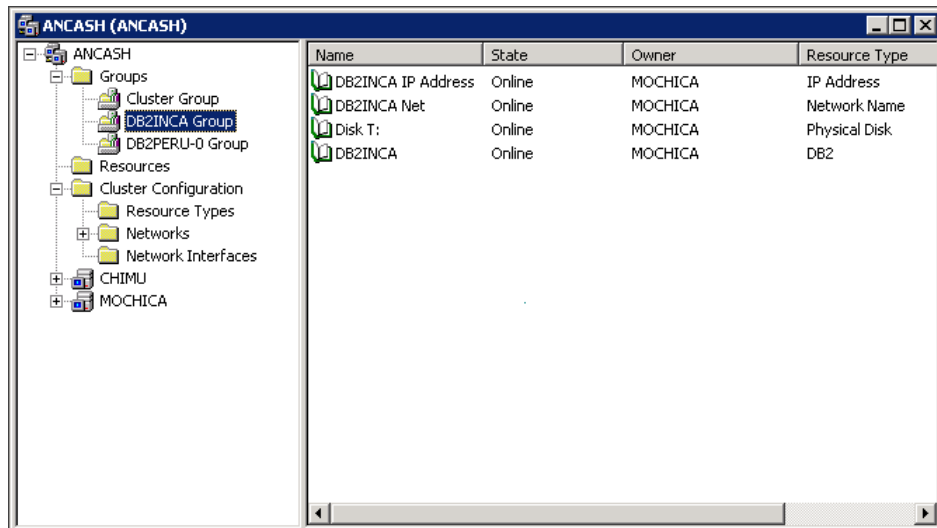 ANCASH (ANCASH)
ANCASH
Groups
Cluster Group
DB2INCA Group
DB2PERU-0 Group
Resources
Cluster Configuration
Resource Types
Networks
Network Interfaces
CHIMU
MOCHICA
Name State Owner Resource Type
DB2INCA IP Address Online MOCHICA IP Address
DB2INCA Net Online MOCHICA Network Name
Disk T: Online MOCHICA Physical Disk
DB2INCA Online MOCHICA DB2